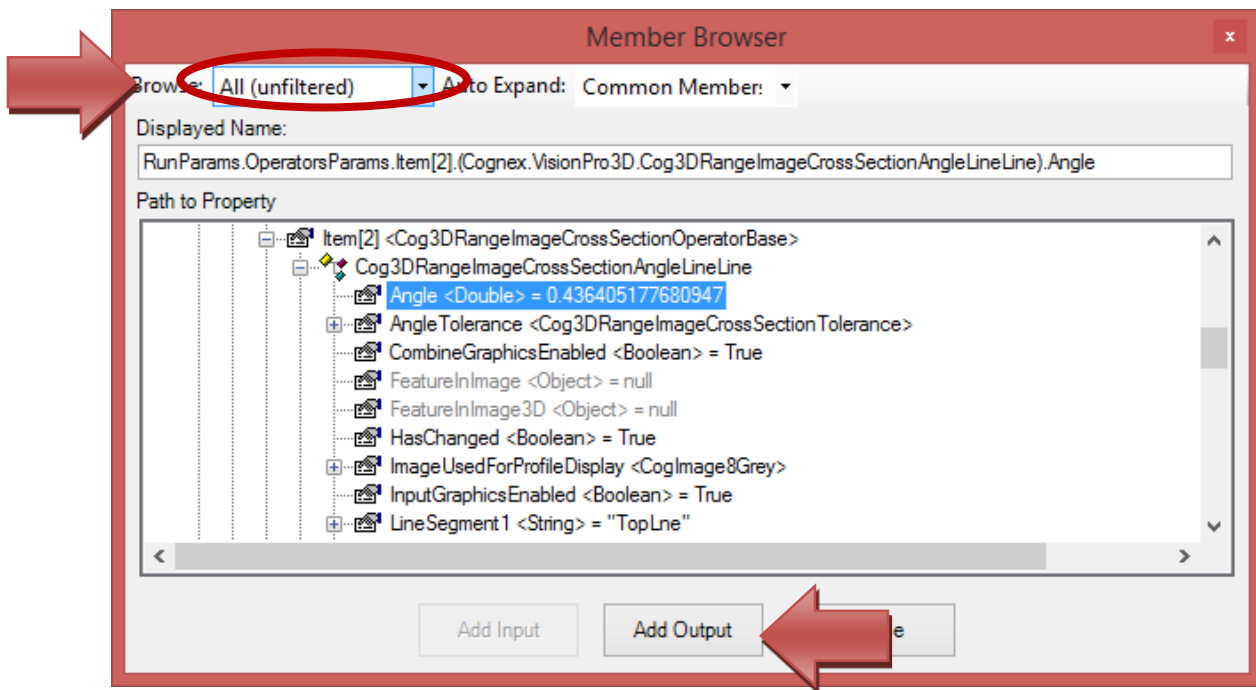 Member Browser
x
Browse: All (unfiltered) Auto Expand: Common Member:
Displayed Name:
RunParams.OperatorsParams.Item[2].(Cognex.VisionPro3D.Cog3DRangeImageCrossSectionAngleLineLine).Angle
Path to Property
Item[2] <Cog3DRangeImageCrossSectionOperatorBase>
Cog3DRangeImageCrossSectionAngleLineLine
Angle <Double> = 0.436405177680947
AngleTolerance <Cog3DRangeImageCrossSectionTolerance>
CombineGraphicsEnabled <Boolean> = True
FeatureInImage <Object> = null
FeatureInImage3D <Object> = null
HasChanged <Boolean> = True
ImageUsedForProfileDisplay <CogImage8Grey>
InputGraphicsEnabled <Boolean> = True
LineSegment1 <String> = "TopLne"
Add Input Add Output